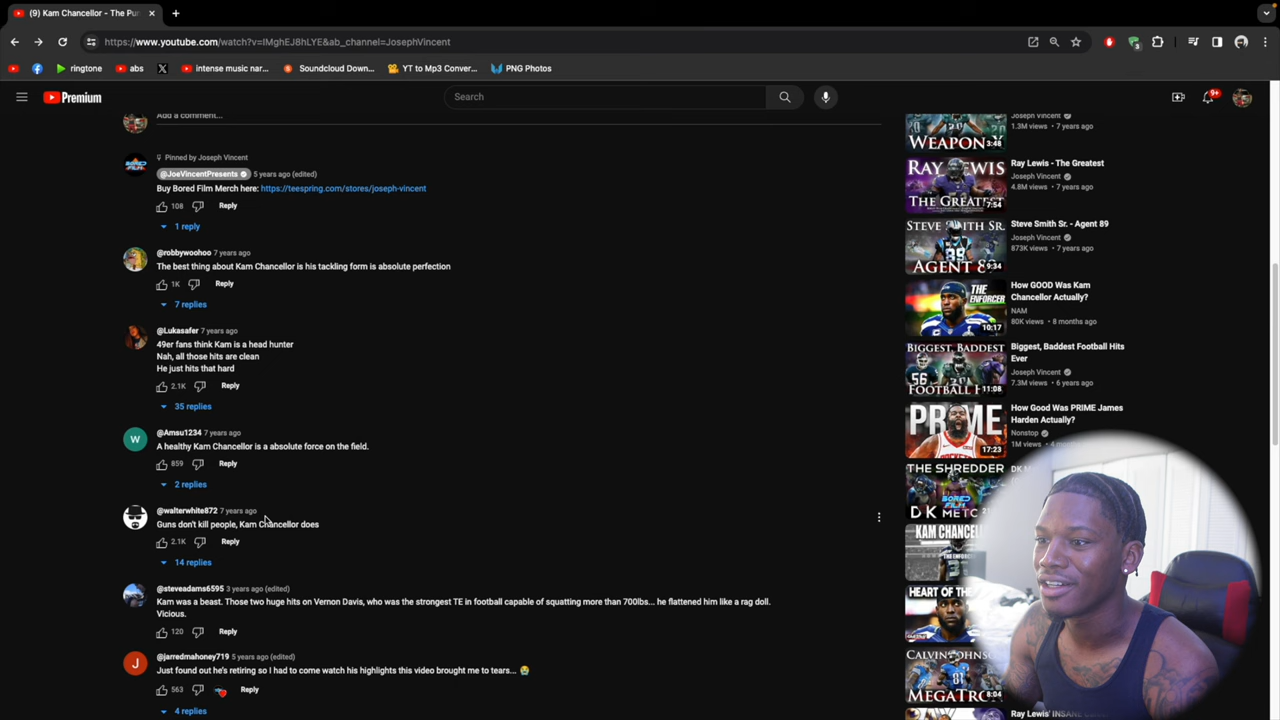 (9) Kam Chancellor - The Pu
https://www.youtube.com/watch?v=IMghEJ8hLYE&ab_channel=JosephVincent
ringtone
abs
intense music nar...
Soundcloud Down...
YT to Mp3 Conver...
PNG Photos
Premium
Search
9+
Add a comment...
Pinned by Joseph Vincent
@JoeVincentPresents 5 years ago (edited)
Buy Bored Film Merch here: https://teespring.com/stores/joseph-vincent
108 Reply
1 reply
@robbywoohoo 7 years ago
The best thing about Kam Chancellor is his tackling form is absolute perfection
1K Reply
7 replies
@Lukasafer 7 years ago
49er fans think Kam is a head hunter
Nah, all those hits are clean
He just hits that hard
2.1K Reply
35 replies
W
@Amsu1234 7 years ago
A healthy Kam Chancellor is a absolute force on the field.
859 Reply
2 replies
@walterwhite872 7 years ago
Guns don't kill people, Kam Chancellor does
2.1K Reply
14 replies
@steveadams6595 3 years ago (edited)
Kam was a beast. Those two huge hits on Vernon Davis, who was the strongest TE in football capable of squatting more than 700lbs... he flattened him like a rag doll.
Vicious.
120 Reply
J
@jarredmahoney719 5 years ago (edited)
Just found out he's retiring so I had to come watch his highlights this video brought me to tears... 😭
563 Reply
4 replies
WEAPON X
3:48
Joseph Vincent
1.3M views • 7 years ago
RAY LEWIS
THE GREATEST
7:54
Ray Lewis - The Greatest
Joseph Vincent
4.8M views • 7 years ago
STEVE SMITH SR.
AGENT 89
9:34
Steve Smith Sr. - Agent 89
Joseph Vincent
873K views • 7 years ago
THE
ENFORCER
10:17
How GOOD Was Kam
Chancellor Actually?
NAM
80K views • 8 months ago
BIGGEST, BADDEST
FOOTBALL H
11:08
Biggest, Baddest Football Hits
Ever
Joseph Vincent
7.3M views • 6 years ago
PRIME
17:23
How Good Was PRIME James
Harden Actually?
Nonstop
1M views • 4 m
THE SHREDDER
BORED
FILM
DK METC
DK M
KAM CHANCEL
HEART OF THE
CALVIN JOHNS
MEGATR
8:04
Ray Lewis' INSANE